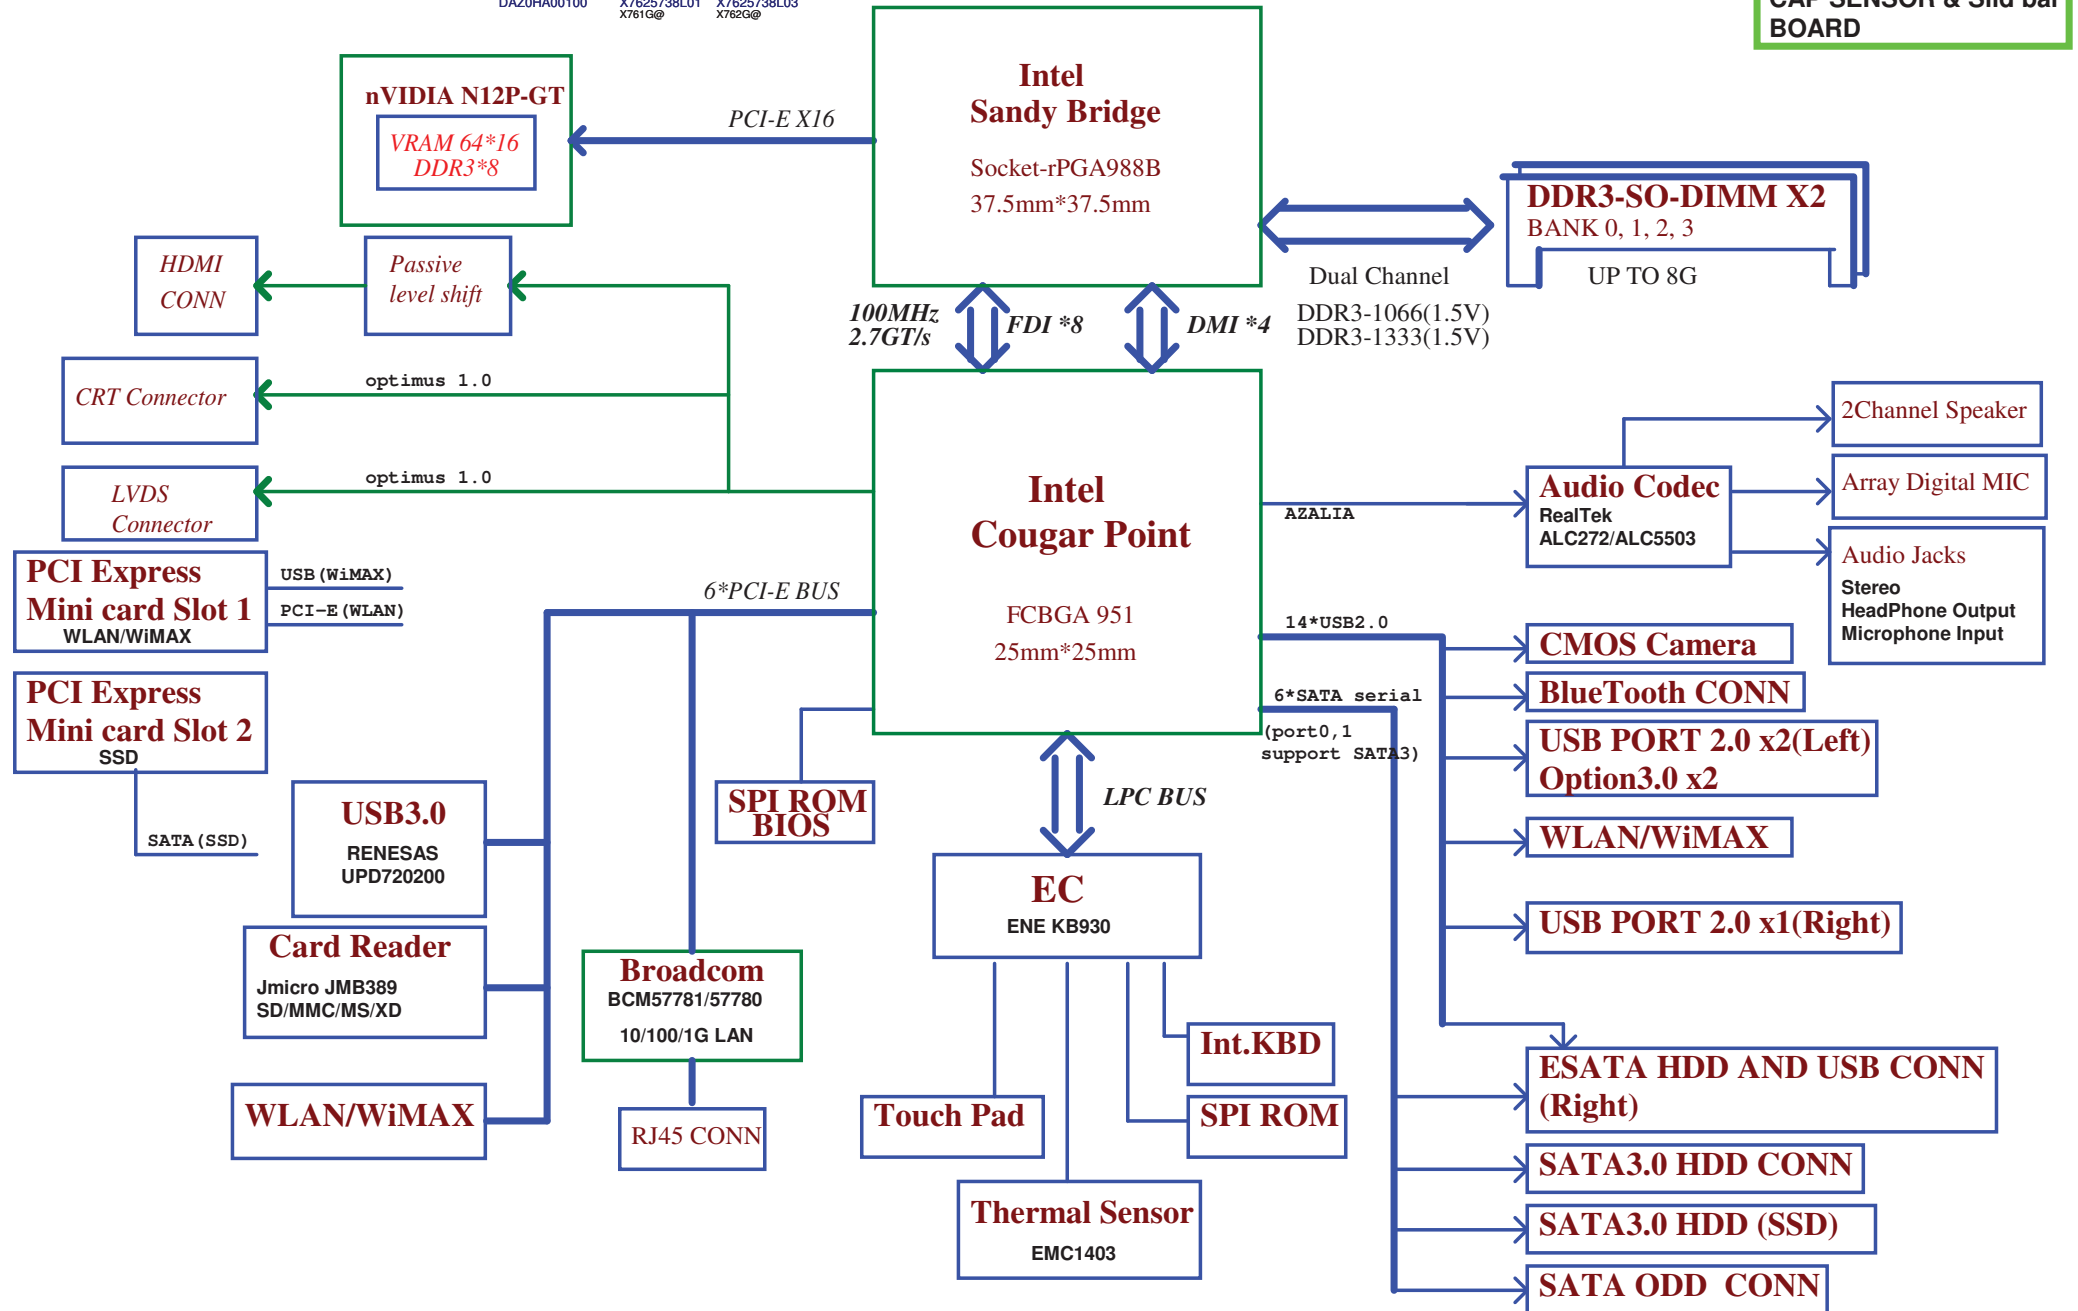 DAZ0HA00100
X7625738L01
X7625738L03
X761G@
X762G@
BOARD
nVIDIA N12P-GT
VRAM 64*16
DDR3*8
PCI-E X16
Intel
Sandy Bridge
Socket-rPGA988B
37.5mm*37.5mm
DDR3-SO-DIMM X2
BANK 0, 1, 2, 3
UP TO 8G
Dual Channel
DDR3-1066(1.5V)
DDR3-1333(1.5V)
HDMI
CONN
Passive
level shift
100MHz
2.7GT/s
FDI *8
DMI *4
CRT Connector
optimus 1.0
LVDS
Connector
optimus 1.0
Intel
Cougar Point
FCBGA 951
25mm*25mm
AZALIA
Audio Codec
RealTek
ALC272/ALC5503
2Channel Speaker
Array Digital MIC
Audio Jacks
Stereo
HeadPhone Output
Microphone Input
PCI Express
Mini card Slot 1
WLAN/WiMAX
USB(WiMAX)
PCI-E(WLAN)
6*PCI-E BUS
14*USB2.0
6*SATA serial
(port0,1
support SATA3)
CMOS Camera
BlueTooth CONN
USB PORT 2.0 x2(Left)
Option3.0 x2
WLAN/WiMAX
USB PORT 2.0 x1(Right)
PCI Express
Mini card Slot 2
SSD
SATA(SSD)
USB3.0
RENESAS
UPD720200
SPI ROM
BIOS
LPC BUS
EC
ENE KB930
Card Reader
Jmicro JMB389
SD/MMC/MS/XD
Broadcom
BCM57781/57780
10/100/1G LAN
WLAN/WiMAX
RJ45 CONN
Touch Pad
Int.KBD
SPI ROM
Thermal Sensor
EMC1403
ESATA HDD AND USB CONN
(Right)
SATA3.0 HDD CONN
SATA3.0 HDD (SSD)
SATA ODD  CONN